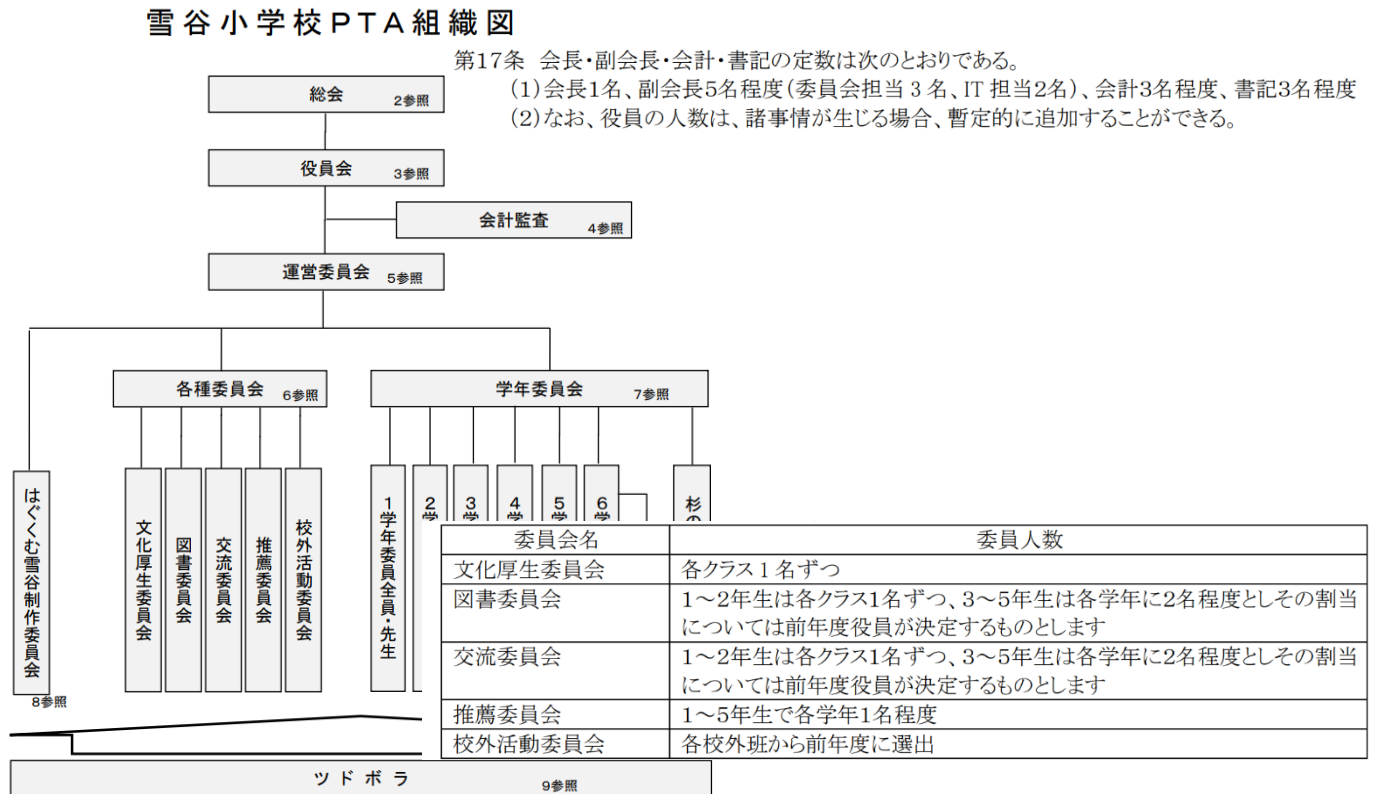 雪谷小学校PTA組織図
第17条 会長・副会長・会計・書記の定数は次のとおりである。
(1)会長1名、副会長5名程度(委員会担当3名、IT担当2名)、会計3名程度、書記3名程度
(2)なお、役員の人数は、諸事情が生じる場合、暫定的に追加することができる。
総会 2参照
役員会 3参照
会計監査 4参照
運営委員会 5参照
各種委員会 6参照
学年委員会 7参照
はぐくむ雪谷制作委員会
8参照
文化厚生委員会
図書委員会
交流委員会
推薦委員会
校外活動委員会
1学年委員全員・先生
2学
3学
4学
5学
6学
杉の
委員会名 委員人数
文化厚生委員会 各クラス1名ずつ
図書委員会 1~2年生は各クラス1名ずつ、3~5年生は各学年に2名程度としその割当
については前年度役員が決定するものとします
交流委員会 1~2年生は各クラス1名ずつ、3~5年生は各学年に2名程度としその割当
については前年度役員が決定するものとします
推薦委員会 1~5年生で各学年1名程度
校外活動委員会 各校外班から前年度に選出
ツドボラ 9参照